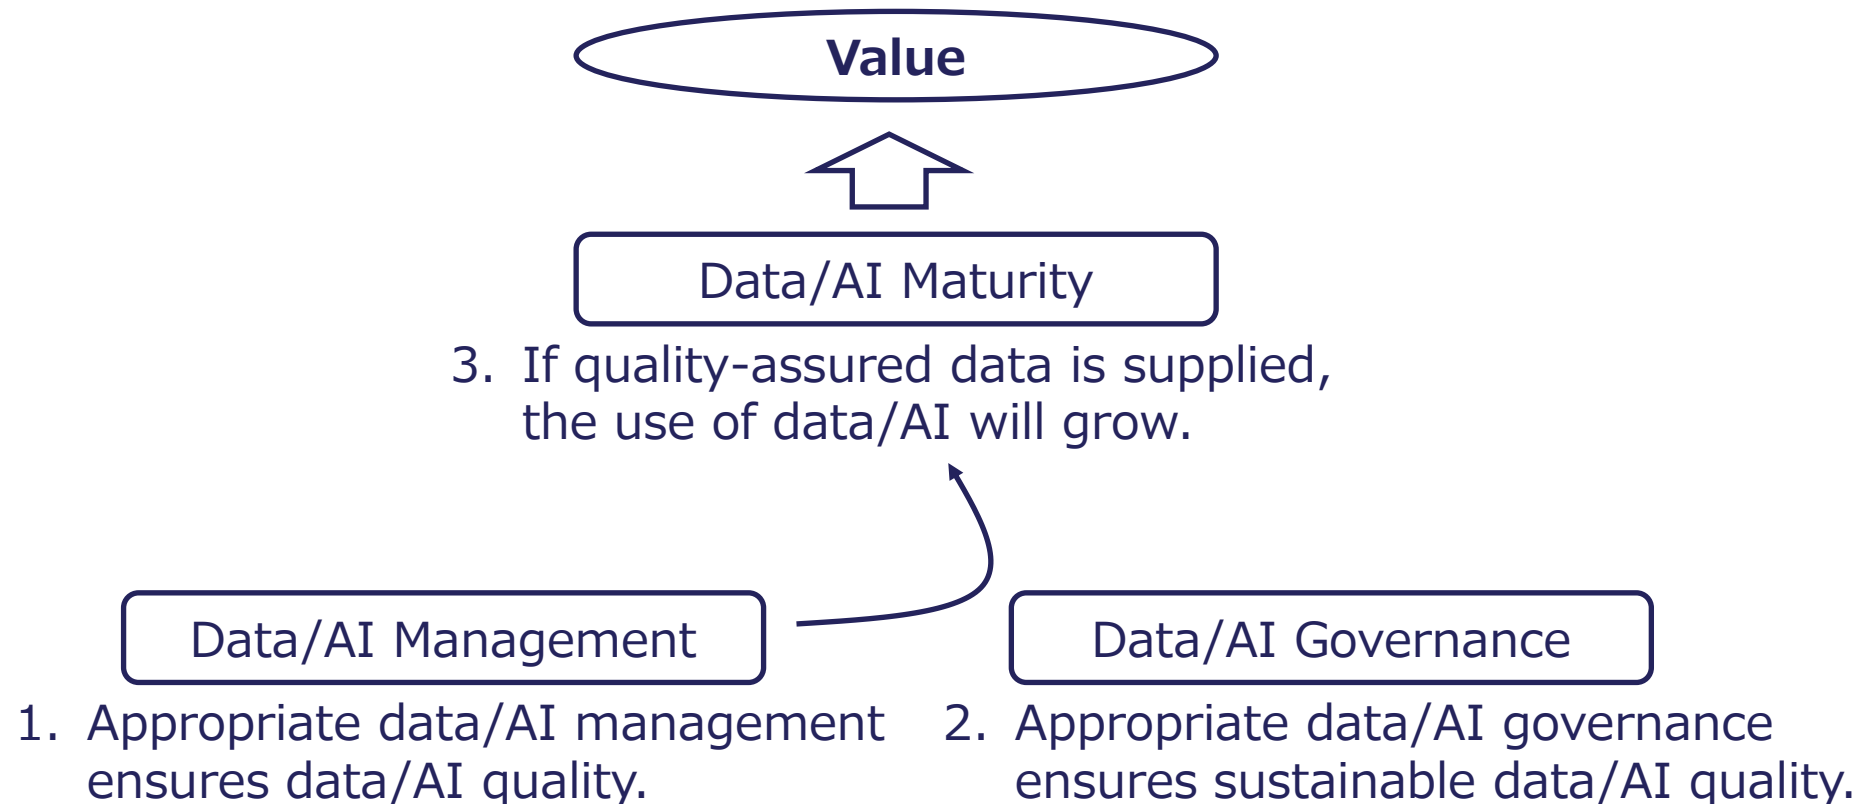 Value
Data/AI Maturity
3. If quality-assured data is supplied,
the use of data/AI will grow.
Data/AI Management
1. Appropriate data/AI management
ensures data/AI quality.
Data/AI Governance
2. Appropriate data/AI governance
ensures sustainable data/AI quality.